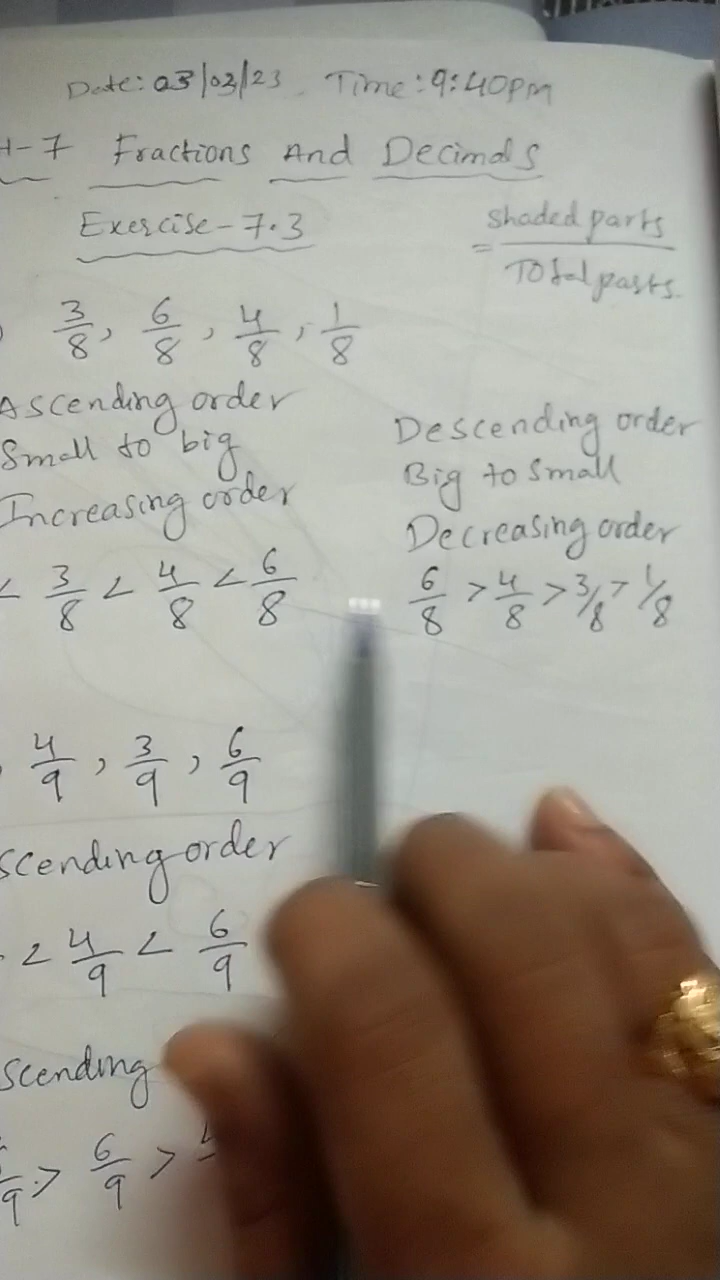 Date: 03/03/23 Time: 9:40pm
-7 Fractions And Decimals
Exercise-7.3
= Shaded parts / Total parts.
3/8, 6/8, 4/8, 1/8
Ascending order
Small to big
Increasing order
< 3/8 < 4/8 < 6/8
Descending order
Big to Small
Decreasing order
6/8 > 4/8 > 3/8 > 1/8
4/9, 3/9, 6/9
scending order
< 4/9 < 6/9
scending
/9 > 6/9 >